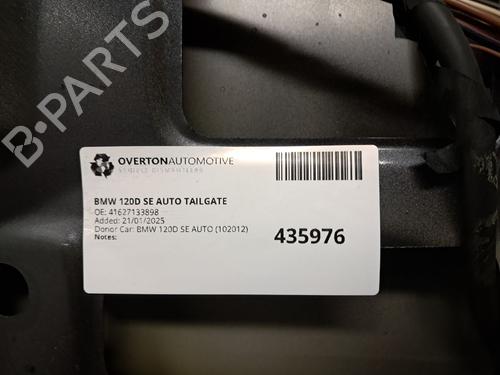 B-PARTS
OVERTONAUTOMOTIVE
VEHICLE DISMANTLERS
BMW 120D SE AUTO TAILGATE
OE: 41627133898
Added: 21/01/2025
Donor Car: BMW 120D SE AUTO (102012)
Notes:
435976